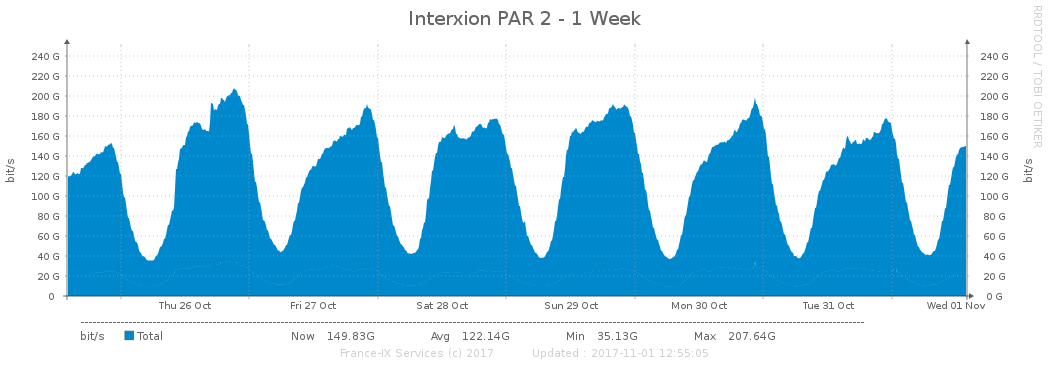 Interxion PAR 2 - 1 Week
RRDTOOL / TOBI OETIKER
240 G 240 G
220 G 220 G
200 G 200 G
180 G 180 G
160 G 160 G
140 G 140 G
120 G 120 G
100 G 100 G
80 G 80 G
60 G 60 G
40 G 40 G
20 G 20 G
0 0 G
bit/s
bit/s
Thu 26 Oct Fri 27 Oct Sat 28 Oct Sun 29 Oct Mon 30 Oct Tue 31 Oct Wed 01 Nov
bit/s Total Now 149.83G Avg 122.14G Min 35.13G Max 207.64G
France-IX Services (c) 2017 Updated : 2017-11-01 12:55:05